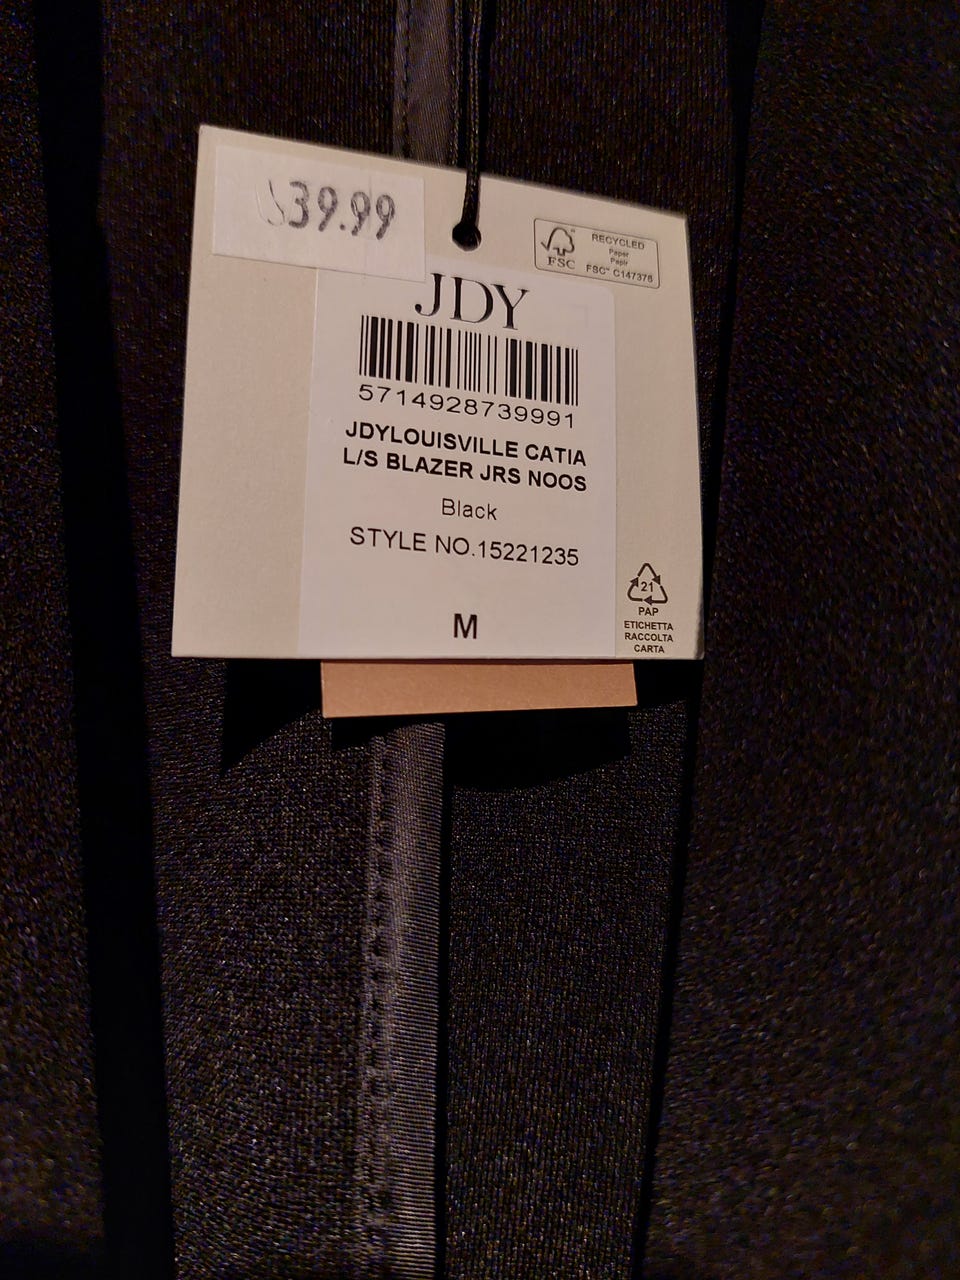 $39.99
RECYCLED
Paper
Papir
FSC™ C147376
FSC
JDY
5714928739991
JDYLOUISVILLE CATIA
L/S BLAZER JRS NOOS
Black
STYLE NO.15221235
M
21
PAP
ETICHETTA
RACCOLTA
CARTA